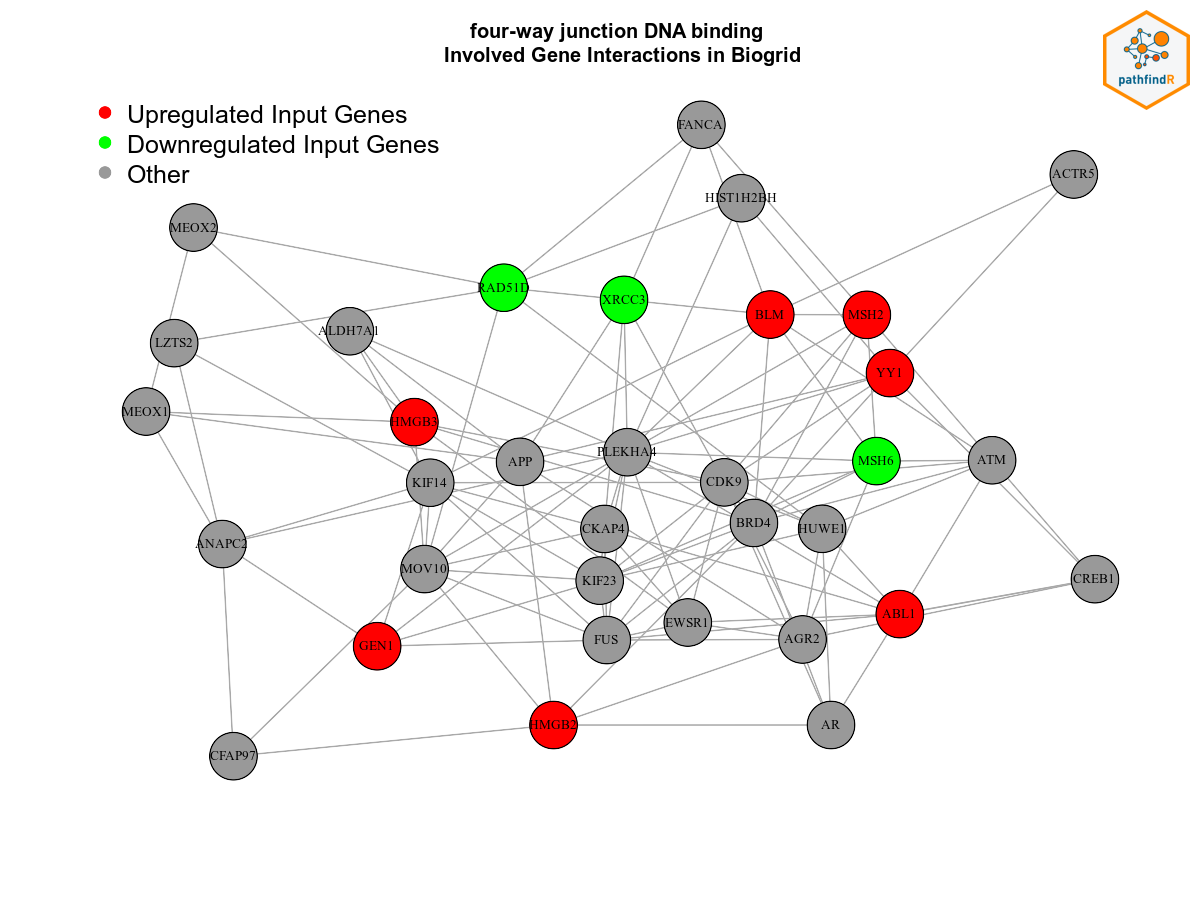 four-way junction DNA binding
Involved Gene Interactions in Biogrid
pathfindR
Upregulated Input Genes
Downregulated Input Genes
Other
FANCA
ACTR5
HIST1H2BH
MEOX2
RAD51D
XRCC3
BLM
MSH2
ALDH7A1
LZTS2
YY1
MEOX1
HMGB3
PLEKHA4
APP
MSH6
ATM
KIF14
CDK9
BRD4
CKAP4
HUWE1
ANAPC2
MOV10
KIF23
CREB1
ABL1
EWSR1
FUS
AGR2
GEN1
HMGB2
AR
CFAP97